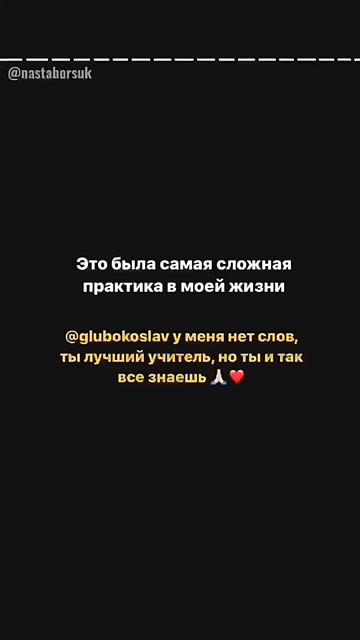 @nastaborsuk
Это была самая сложная
практика в моей жизни
@glubokoslav у меня нет слов,
ты лучший учитель, но ты и так
все знаешь 🙏🏻❤️